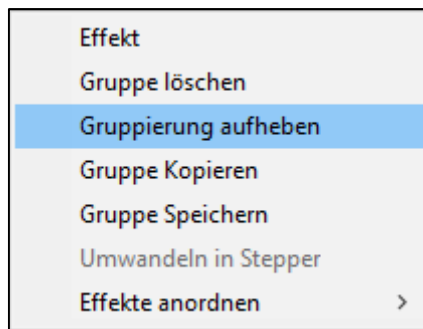 Effekt
Gruppe löschen
Gruppierung aufheben
Gruppe Kopieren
Gruppe Speichern
Umwandeln in Stepper
Effekte anordnen